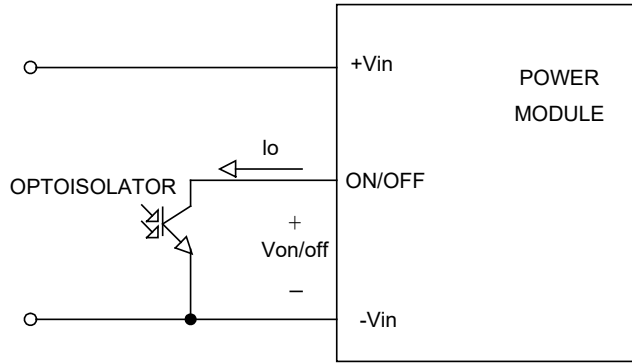 +Vin
POWER
MODULE
Io
OPTOISOLATOR
ON/OFF
+
Von/off
−
-Vin